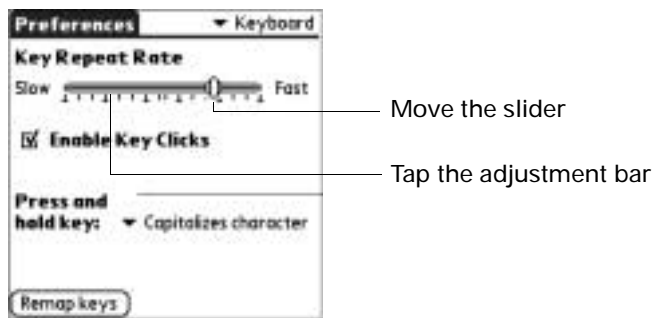 Preferences
Keyboard
Key Repeat Rate
Slow
Fast
Move the slider
Enable Key Clicks
Tap the adjustment bar
Press and
hold key:
Capitalizes character
Remap keys